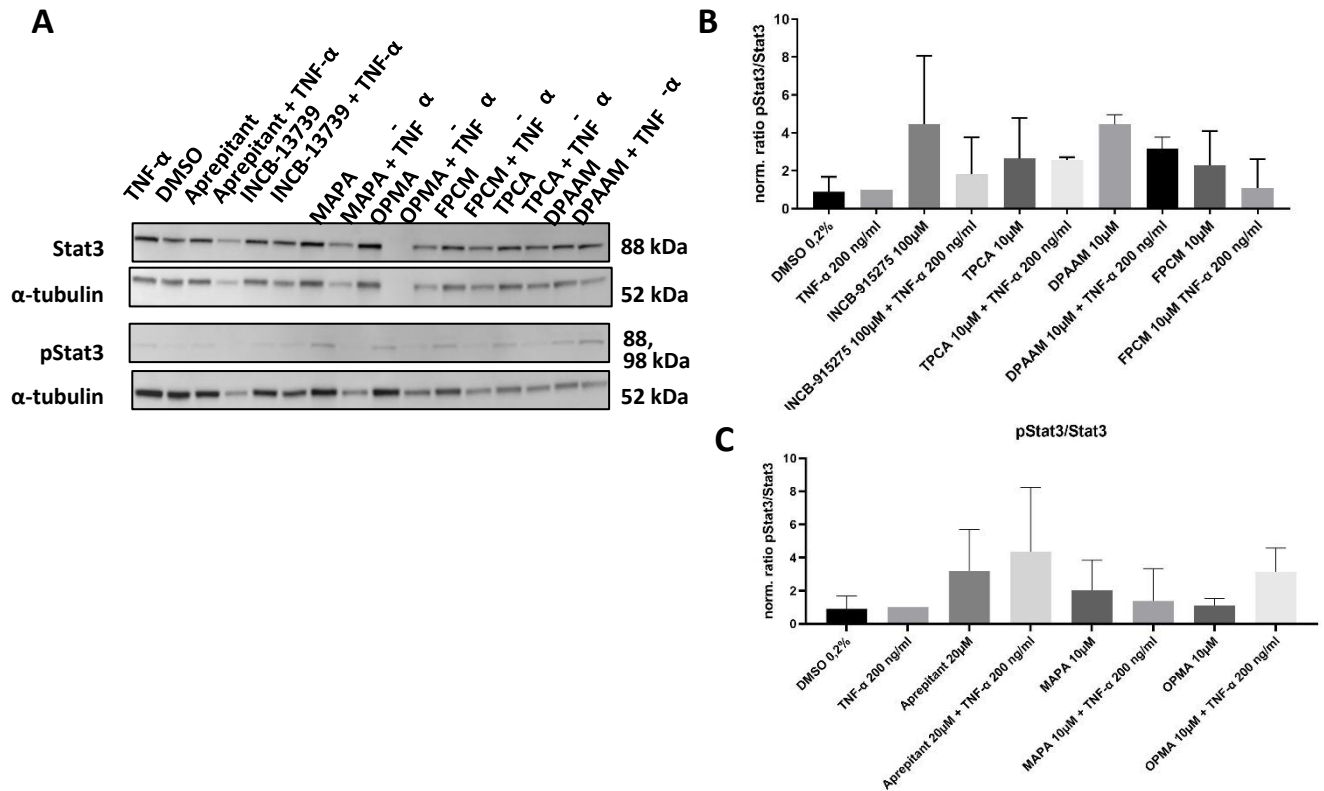 A
TNF-α
DMSO
Aprepitant
Aprepitant + TNF-α
INCB-13739
INCB-13739 + TNF-α
MAPA
MAPA + TNF - α
OPMA
OPMA + TNF - α
FPCM
FPCM + TNF - α
TPCA
TPCA + TNF - α
DPAAM
DPAAM + TNF -α
Stat3
88 kDa
α-tubulin
52 kDa
pStat3
88,
98 kDa
α-tubulin
52 kDa
B
norm. ratio pStat3/Stat3
10
8
6
4
2
0
DMSO 0,2%
TNF-α 200 ng/ml
INCB-915275 100µM
INCB-915275 100µM + TNF-α 200 ng/ml
TPCA 10µM
TPCA 10µM + TNF-α 200 ng/ml
DPAAM 10µM
DPAAM 10µM + TNF-α 200 ng/ml
FPCM 10µM
FPCM 10µM TNF-α 200 ng/ml
C
pStat3/Stat3
norm. ratio pStat3/Stat3
10
8
6
4
2
0
DMSO 0,2%
TNF-α 200 ng/ml
Aprepitant 20µM
Aprepitant 20µM + TNF-α 200 ng/ml
MAPA 10µM
MAPA 10µM + TNF-α 200 ng/ml
OPMA 10µM
OPMA 10µM + TNF-α 200 ng/ml